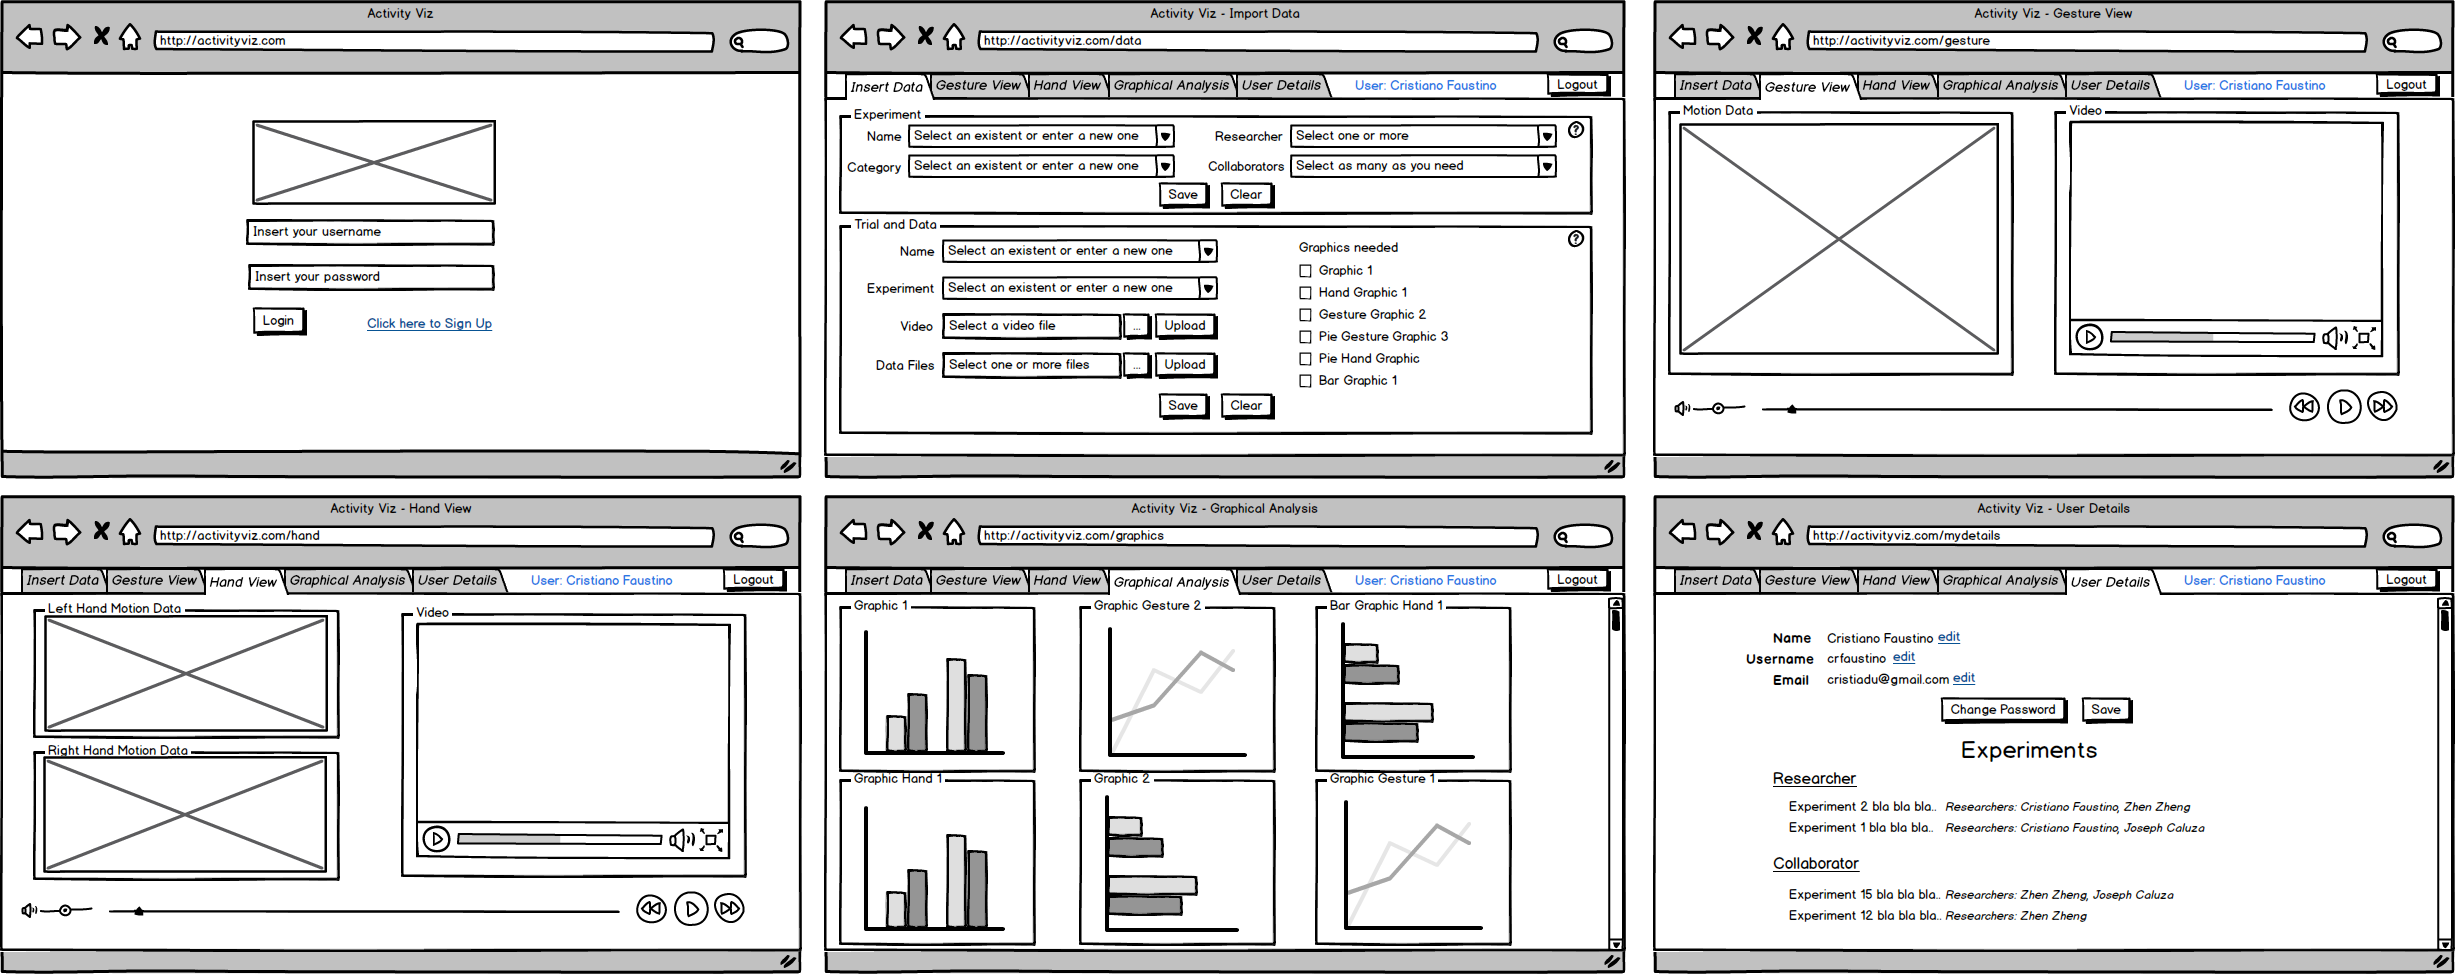 Activity Viz
http://activityviz.com
Insert your username
Insert your password
Login
Click here to Sign Up
Activity Viz - Import Data
http://activityviz.com/data
Insert Data Gesture View Hand View Graphical Analysis User Details User: Cristiano Faustino Logout
Experiment
Name Select an existent or enter a new one Researcher Select one or more ?
Category Select an existent or enter a new one Collaborators Select as many as you need
Save Clear
Trial and Data
?
Name Select an existent or enter a new one
Experiment Select an existent or enter a new one
Video Select a video file ... Upload
Data Files Select one or more files ... Upload
Graphics needed
Graphic 1
Hand Graphic 1
Gesture Graphic 2
Pie Gesture Graphic 3
Pie Hand Graphic
Bar Graphic 1
Save Clear
Activity Viz - Gesture View
http://activityviz.com/gesture
Insert Data Gesture View Hand View Graphical Analysis User Details User: Cristiano Faustino Logout
Motion Data Video
Activity Viz - Hand View
http://activityviz.com/hand
Insert Data Gesture View Hand View Graphical Analysis User Details User: Cristiano Faustino Logout
Left Hand Motion Data
Video
Right Hand Motion Data
Activity Viz - Graphical Analysis
http://activityviz.com/graphics
Insert Data Gesture View Hand View Graphical Analysis User Details User: Cristiano Faustino Logout
Graphic 1 Graphic Gesture 2 Bar Graphic Hand 1
Graphic Hand 1 Graphic 2 Graphic Gesture 1
Activity Viz - User Details
http://activityviz.com/mydetails
Insert Data Gesture View Hand View Graphical Analysis User Details User: Cristiano Faustino Logout
Name Cristiano Faustino edit
Username crfaustino edit
Email cristiadu@gmail.com edit
Change Password Save
Experiments
Researcher
Experiment 2 bla bla bla.. Researchers: Cristiano Faustino, Zhen Zheng
Experiment 1 bla bla bla.. Researchers: Cristiano Faustino, Joseph Caluza
Collaborator
Experiment 15 bla bla bla.. Researchers: Zhen Zheng, Joseph Caluza
Experiment 12 bla bla bla.. Researchers: Zhen Zheng